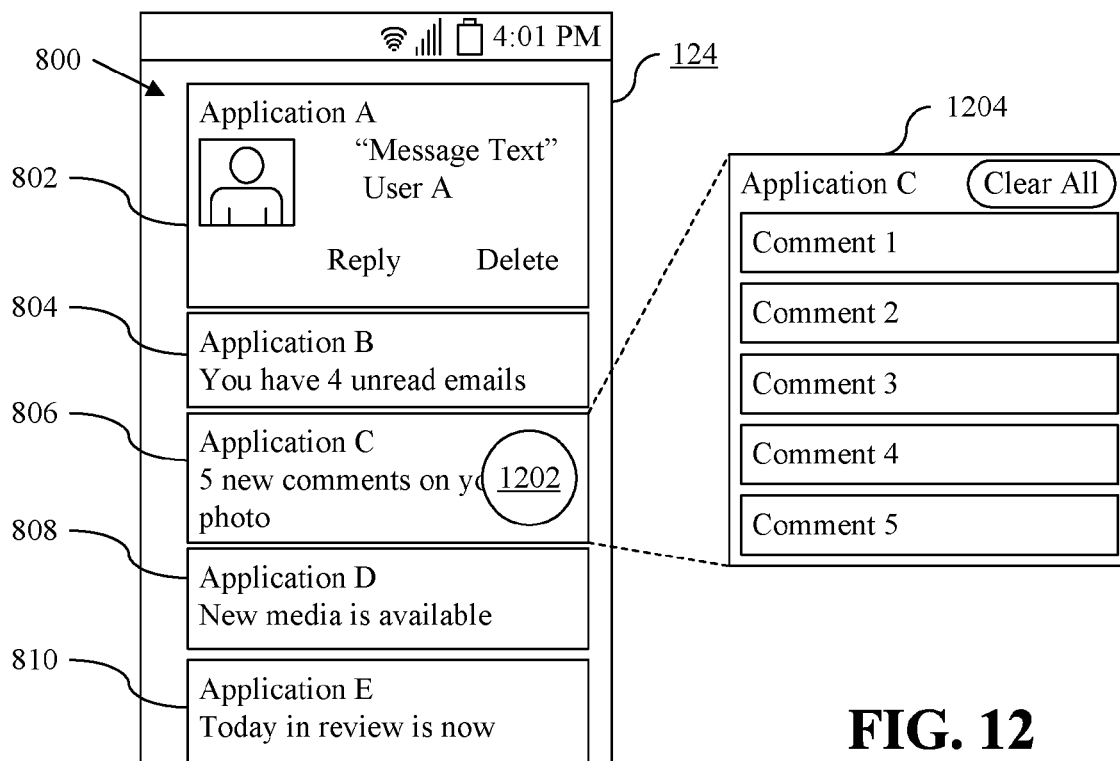 4:01 PM
800
124
Application A
"Message Text"
User A
802
Reply Delete
804
Application B
You have 4 unread emails
806
Application C
5 new comments on yo
photo
1202
808
Application D
New media is available
810
Application E
Today in review is now
1204
Application C Clear All
Comment 1
Comment 2
Comment 3
Comment 4
Comment 5
FIG. 12